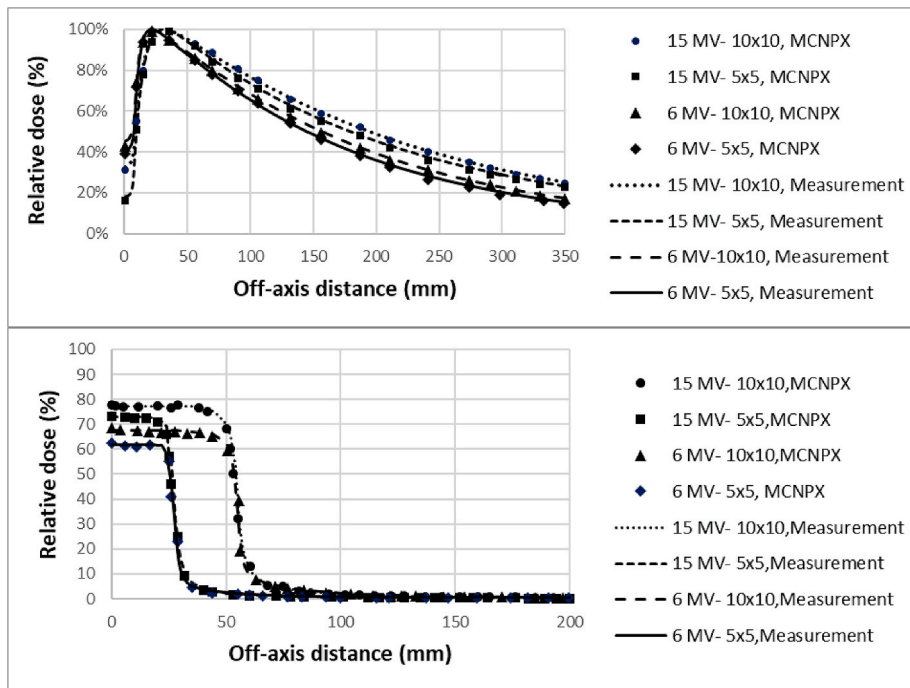 Relative dose (%)
100%
80%
60%
40%
20%
0%
0
50
100
150
200
250
300
350
Off-axis distance (mm)
15 MV- 10x10, MCNPX
15 MV- 5x5, MCNPX
6 MV- 10x10, MCNPX
6 MV- 5x5, MCNPX
15 MV- 10x10, Measurement
15 MV- 5x5, Measurement
6 MV-10x10, Measurement
6 MV- 5x5, Measurement
Relative dose (%)
100
90
80
70
60
50
40
30
20
10
0
0
50
100
150
200
Off-axis distance (mm)
15 MV- 10x10,MCNPX
15 MV- 5x5,MCNPX
6 MV- 10x10,MCNPX
6 MV- 5x5, MCNPX
15 MV- 10x10,Measurement
15 MV- 5x5,Measurement
6 MV- 10x10,Measurement
6 MV- 5x5,Measurement